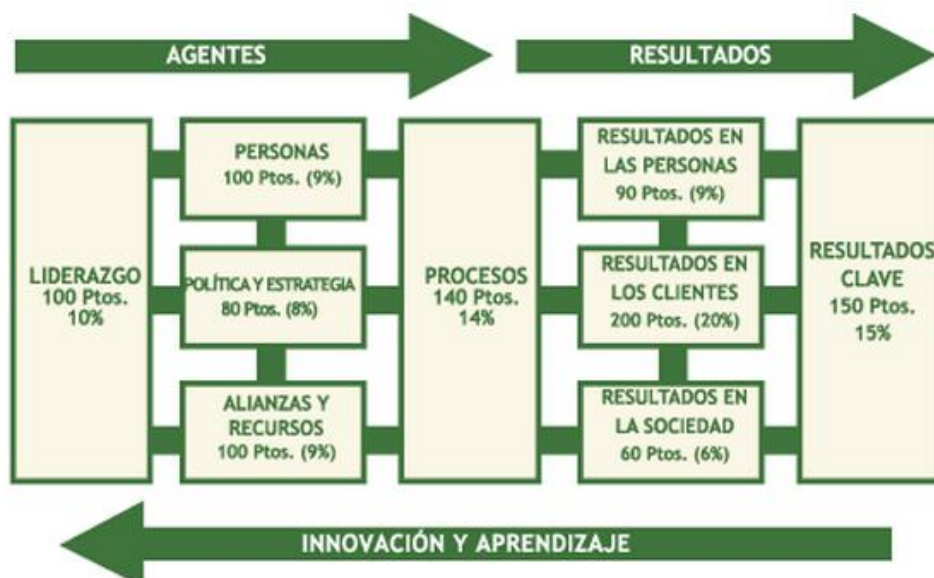 AGENTES
RESULTADOS
LIDERAZGO
100 Ptos.
10%
PERSONAS
100 Ptos. (9%)
POLÍTICA Y ESTRATEGIA
80 Ptos. (8%)
ALIANZAS Y
RECURSOS
100 Ptos. (9%)
PROCESOS
140 Ptos.
14%
RESULTADOS EN
LAS PERSONAS
90 Ptos. (9%)
RESULTADOS EN
LOS CLIENTES
200 Ptos. (20%)
RESULTADOS EN
LA SOCIEDAD
60 Ptos. (6%)
RESULTADOS
CLAVE
150 Ptos.
15%
INNOVACIÓN Y APRENDIZAJE